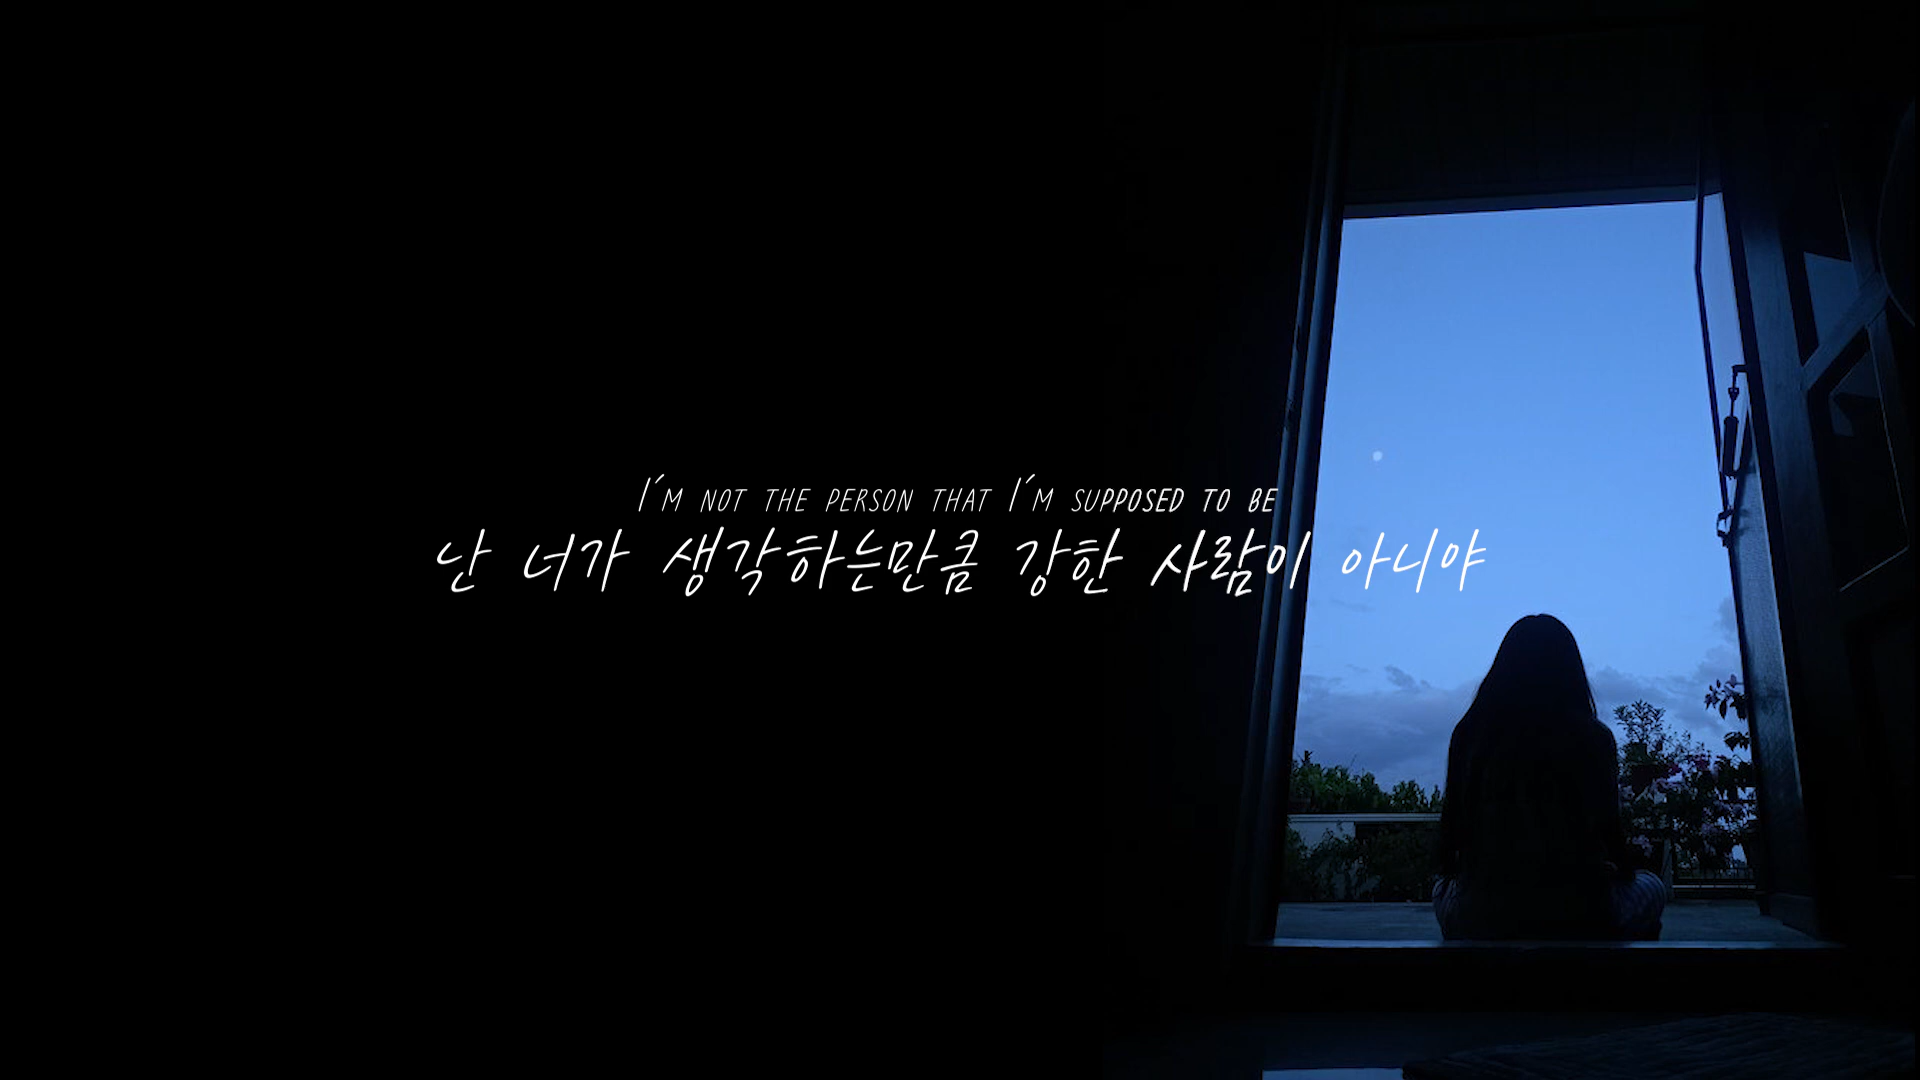 I'm not the person that I'm supposed to be
난 너가 생각하는만큼 강한 사람이 아니야